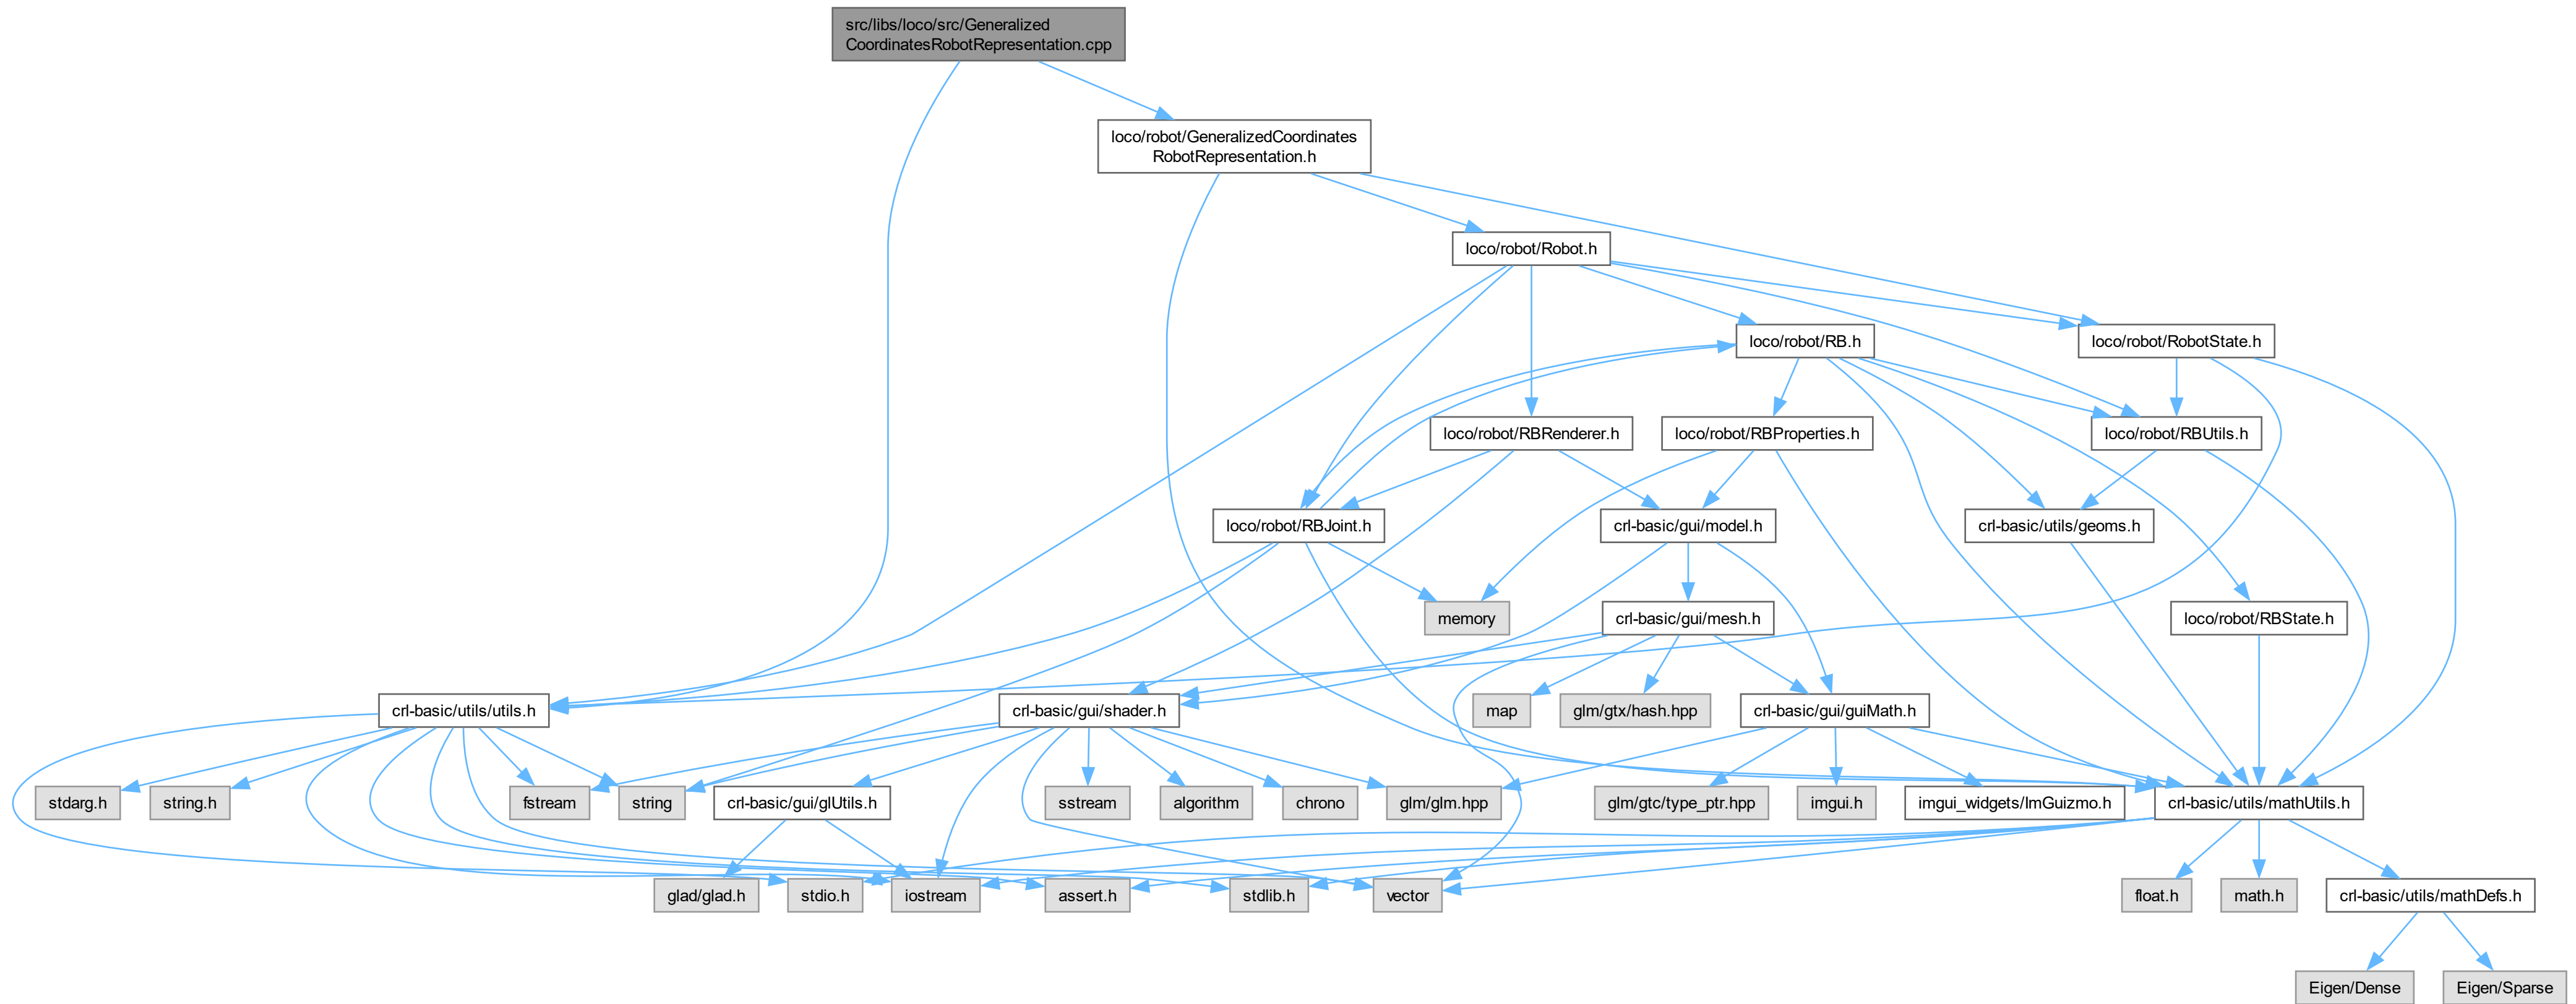 src/libs/loco/src/Generalized
CoordinatesRobotRepresentation.cpp
loco/robot/GeneralizedCoordinates
RobotRepresentation.h
loco/robot/Robot.h
loco/robot/RB.h
loco/robot/RobotState.h
loco/robot/RBRenderer.h
loco/robot/RBProperties.h
loco/robot/RBUtils.h
loco/robot/RBJoint.h
crl-basic/gui/model.h
crl-basic/utils/geoms.h
memory
crl-basic/gui/mesh.h
loco/robot/RBState.h
crl-basic/utils/utils.h
crl-basic/gui/shader.h
map
glm/gtx/hash.hpp
crl-basic/gui/guiMath.h
stdarg.h
string.h
fstream
string
crl-basic/gui/glUtils.h
sstream
algorithm
chrono
glm/glm.hpp
glm/gtc/type_ptr.hpp
imgui.h
imgui_widgets/ImGuizmo.h
crl-basic/utils/mathUtils.h
glad/glad.h
stdio.h
iostream
assert.h
stdlib.h
vector
float.h
math.h
crl-basic/utils/mathDefs.h
Eigen/Dense
Eigen/Sparse